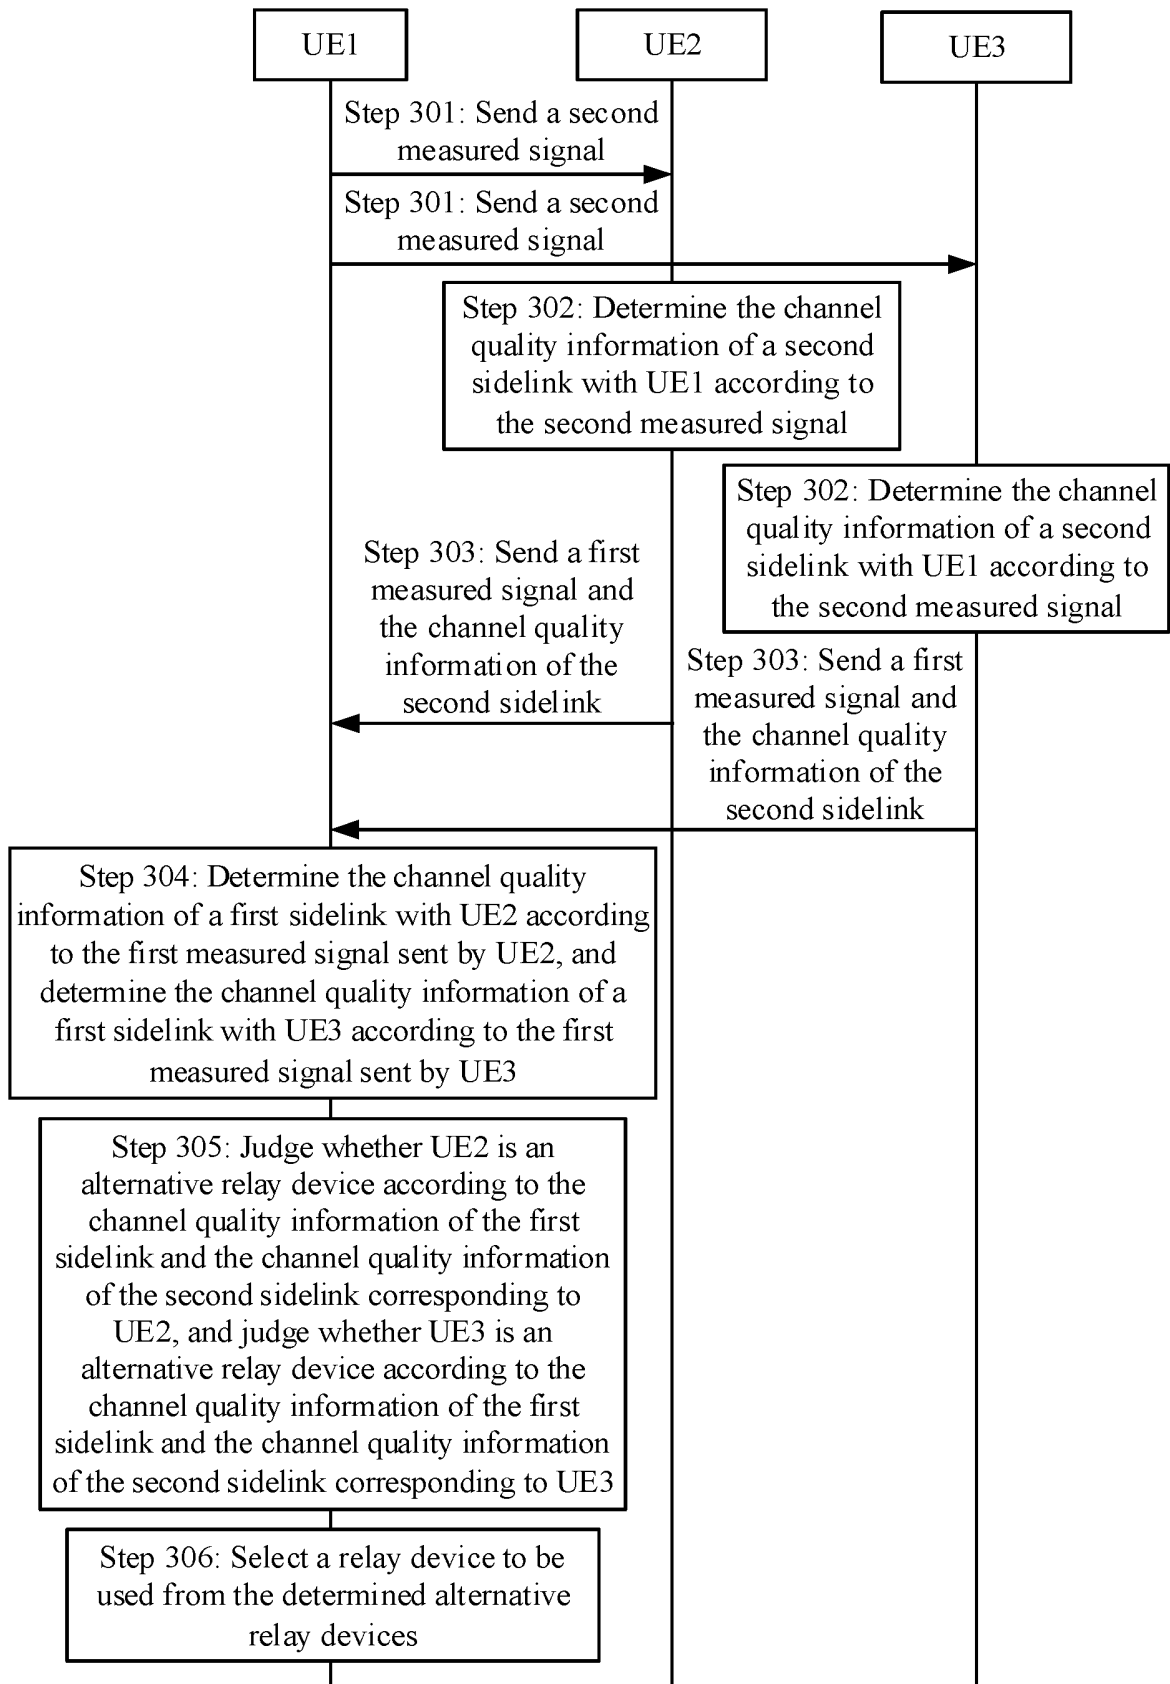 UE1
UE2
UE3
Step 301: Send a second
measured signal
Step 301: Send a second
measured signal
Step 302: Determine the channel
quality information of a second
sidelink with UE1 according to
the second measured signal
Step 302: Determine the channel
quality information of a second
sidelink with UE1 according to
the second measured signal
Step 303: Send a first
measured signal and
the channel quality
information of the
second sidelink
Step 303: Send a first
measured signal and
the channel quality
information of the
second sidelink
Step 304: Determine the channel quality
information of a first sidelink with UE2 according
to the first measured signal sent by UE2, and
determine the channel quality information of a
first sidelink with UE3 according to the first
measured signal sent by UE3
Step 305: Judge whether UE2 is an
alternative relay device according to the
channel quality information of the first
sidelink and the channel quality information
of the second sidelink corresponding to
UE2, and judge whether UE3 is an
alternative relay device according to the
channel quality information of the first
sidelink and the channel quality information
of the second sidelink corresponding to UE3
Step 306: Select a relay device to be
used from the determined alternative
relay devices